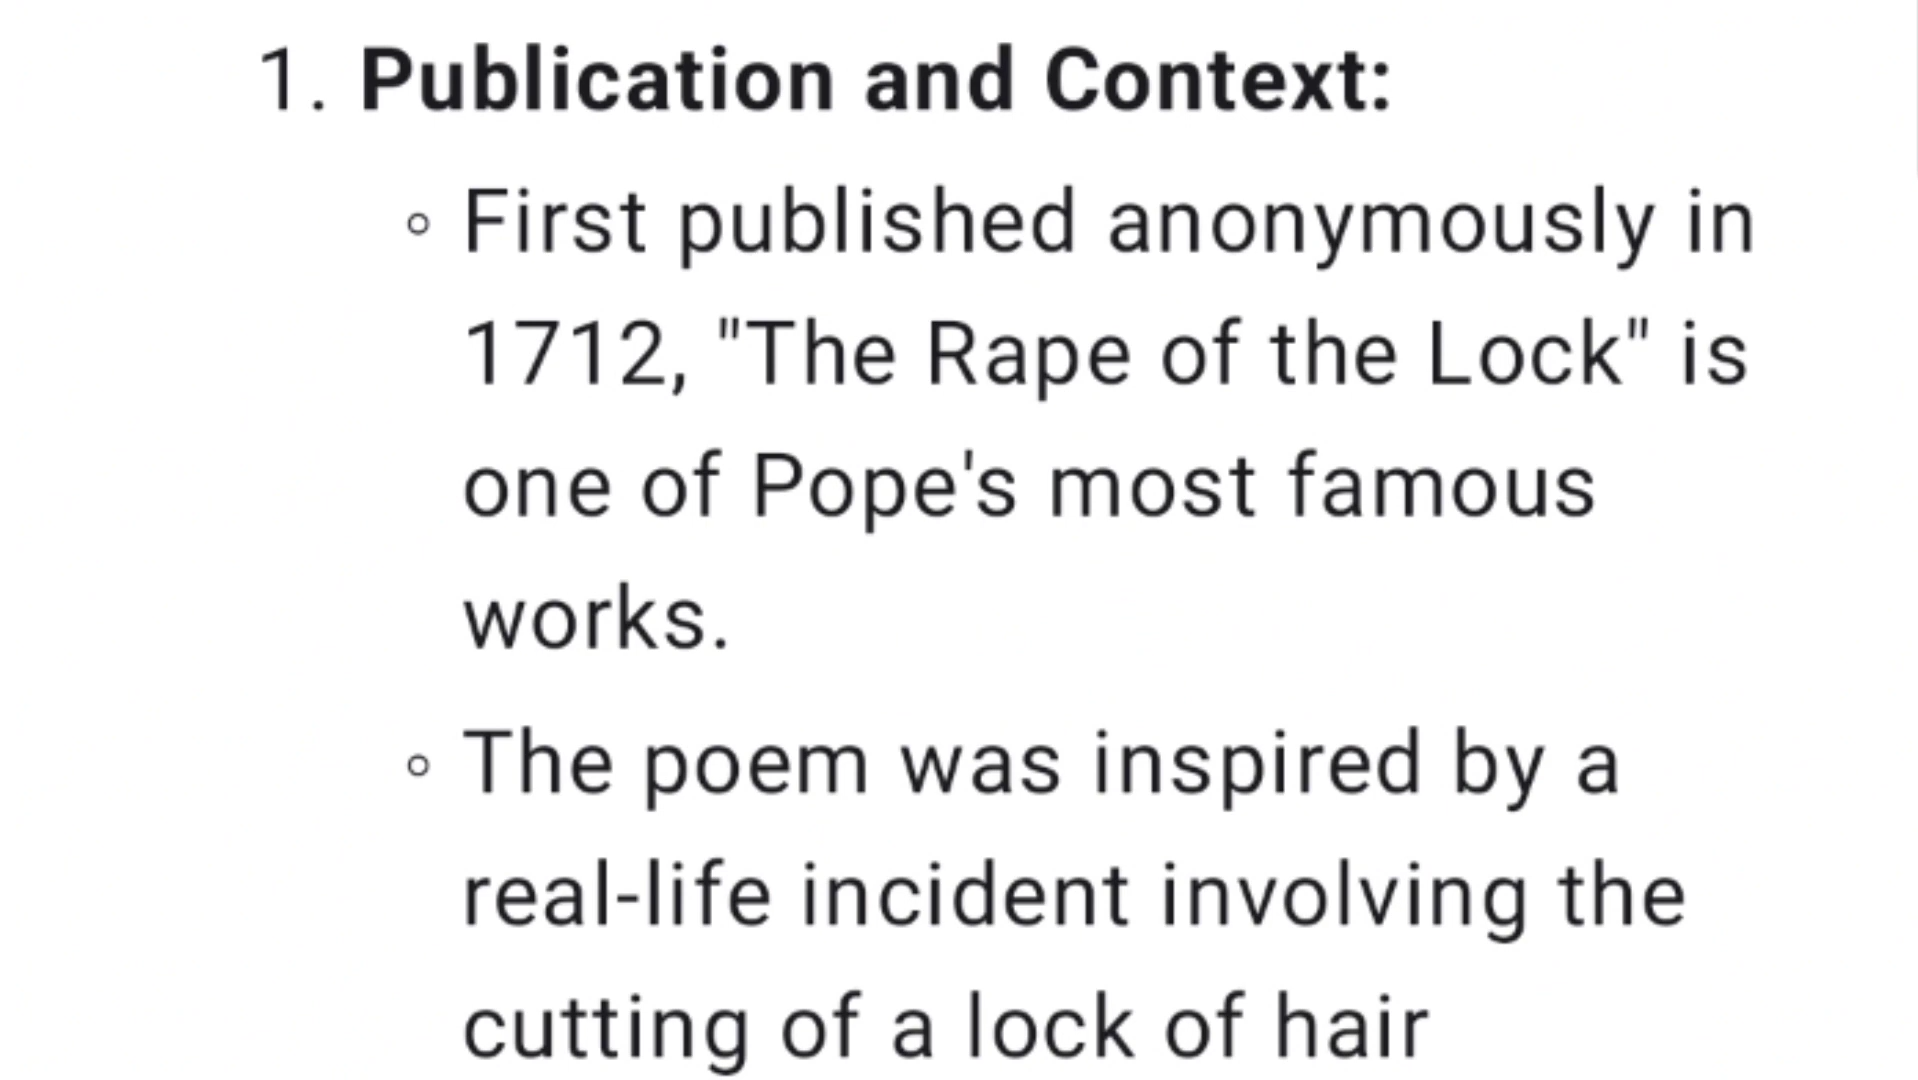 1. Publication and Context:
◦ First published anonymously in
1712, "The Rape of the Lock" is
one of Pope's most famous
works.
◦ The poem was inspired by a
real-life incident involving the
cutting of a lock of hair